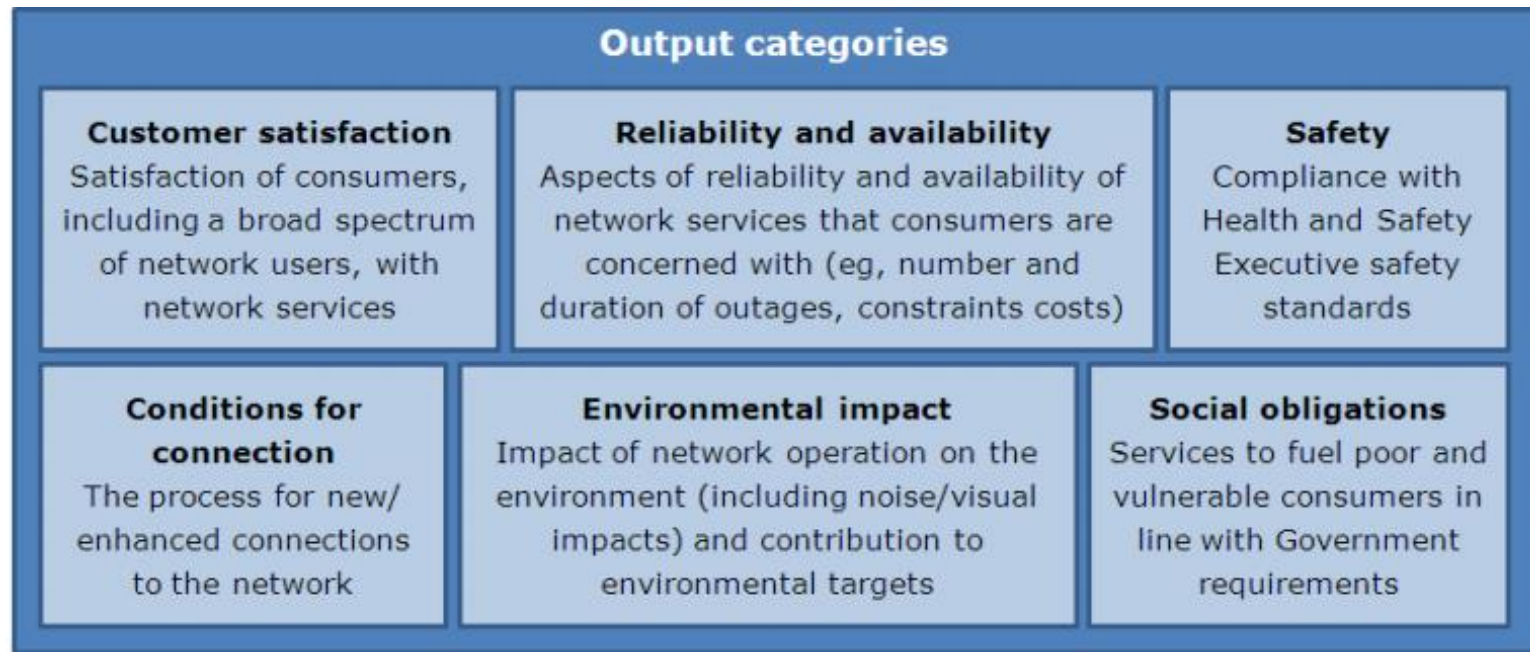 Output categories
Customer satisfaction
Satisfaction of consumers,
including a broad spectrum
of network users, with
network services
Reliability and availability
Aspects of reliability and availability of
network services that consumers are
concerned with (eg, number and
duration of outages, constraints costs)
Safety
Compliance with
Health and Safety
Executive safety
standards
Conditions for
connection
The process for new/
enhanced connections
to the network
Environmental impact
Impact of network operation on the
environment (including noise/visual
impacts) and contribution to
environmental targets
Social obligations
Services to fuel poor and
vulnerable consumers in
line with Government
requirements